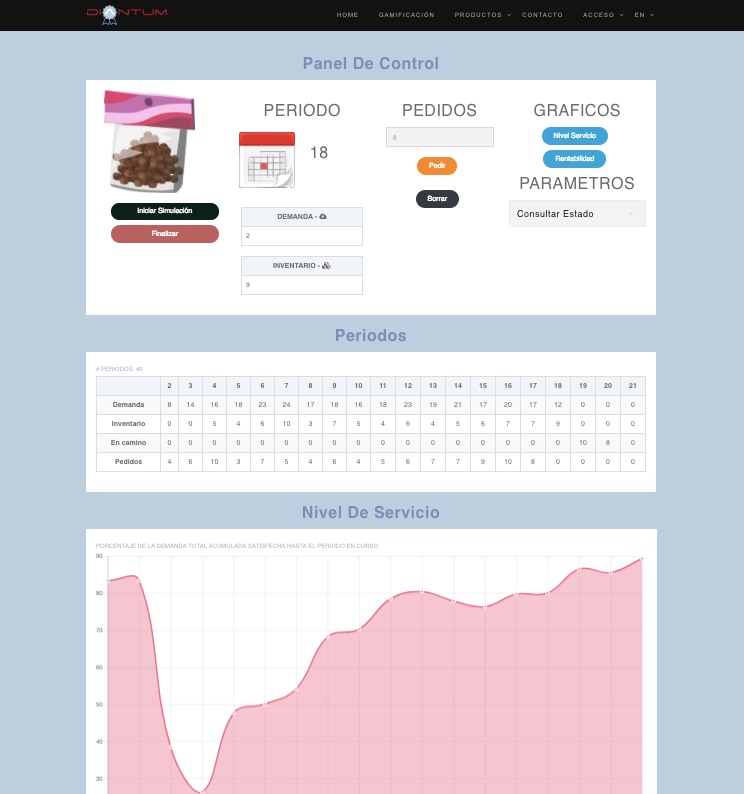 DIANTUM
HOME GAMIFICACIÓN PRODUCTOS CONTACTO ACCESO EN
Panel De Control
PERIODO
18
DEMANDA -
2
INVENTARIO -
9
PEDIDOS
8
Pedir
Borrar
GRAFICOS
Nivel Servicio
Rentabilidad
PARAMETROS
Consultar Estado
Iniciar Simulación
Finalizar
Periodos
# PERIODOS: 40
2 3 4 5 6 7 8 9 10 11 12 13 14 15 16 17 18 19 20 21
Demanda 8 14 16 18 23 24 17 18 16 18 23 19 21 17 20 17 12 0 0 0
Inventario 0 0 5 4 6 10 3 7 5 4 6 4 5 6 7 7 9 0 0 0
En camino 0 0 0 0 0 0 0 0 0 0 0 0 0 0 0 0 0 10 8 0
Pedidos 4 6 10 3 7 5 4 6 4 5 6 7 7 9 10 8 0 0 0 0
Nivel De Servicio
PORCENTAJE DE LA DEMANDA TOTAL ACUMULADA SATISFECHA HASTA EL PERIODO EN CURSO
90
80
70
60
50
40
30